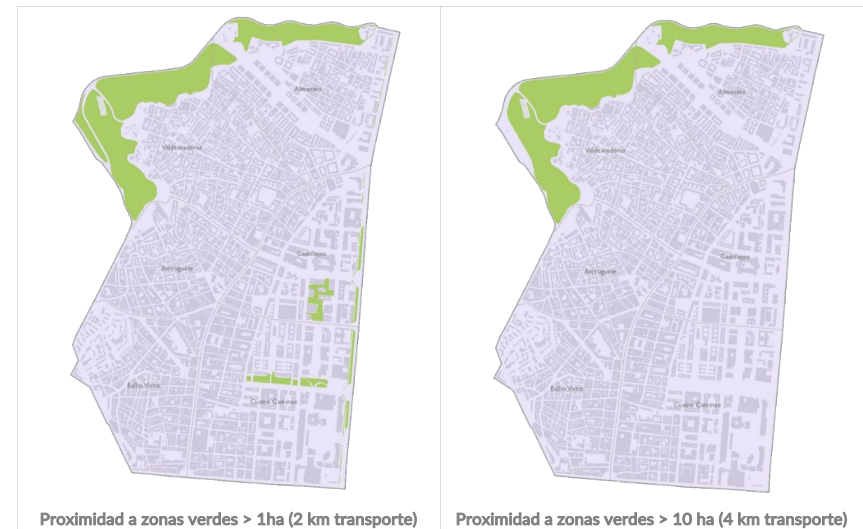 Almenara
Valdeacederas
Castillejos
Berruguete
Bellas Vistas
Cuatro Caminos
Proximidad a zonas verdes > 1ha (2 km transporte)
Almenara
Valdeacederas
Castillejos
Berruguete
Bellas Vistas
Cuatro Caminos
Proximidad a zonas verdes > 10 ha (4 km transporte)